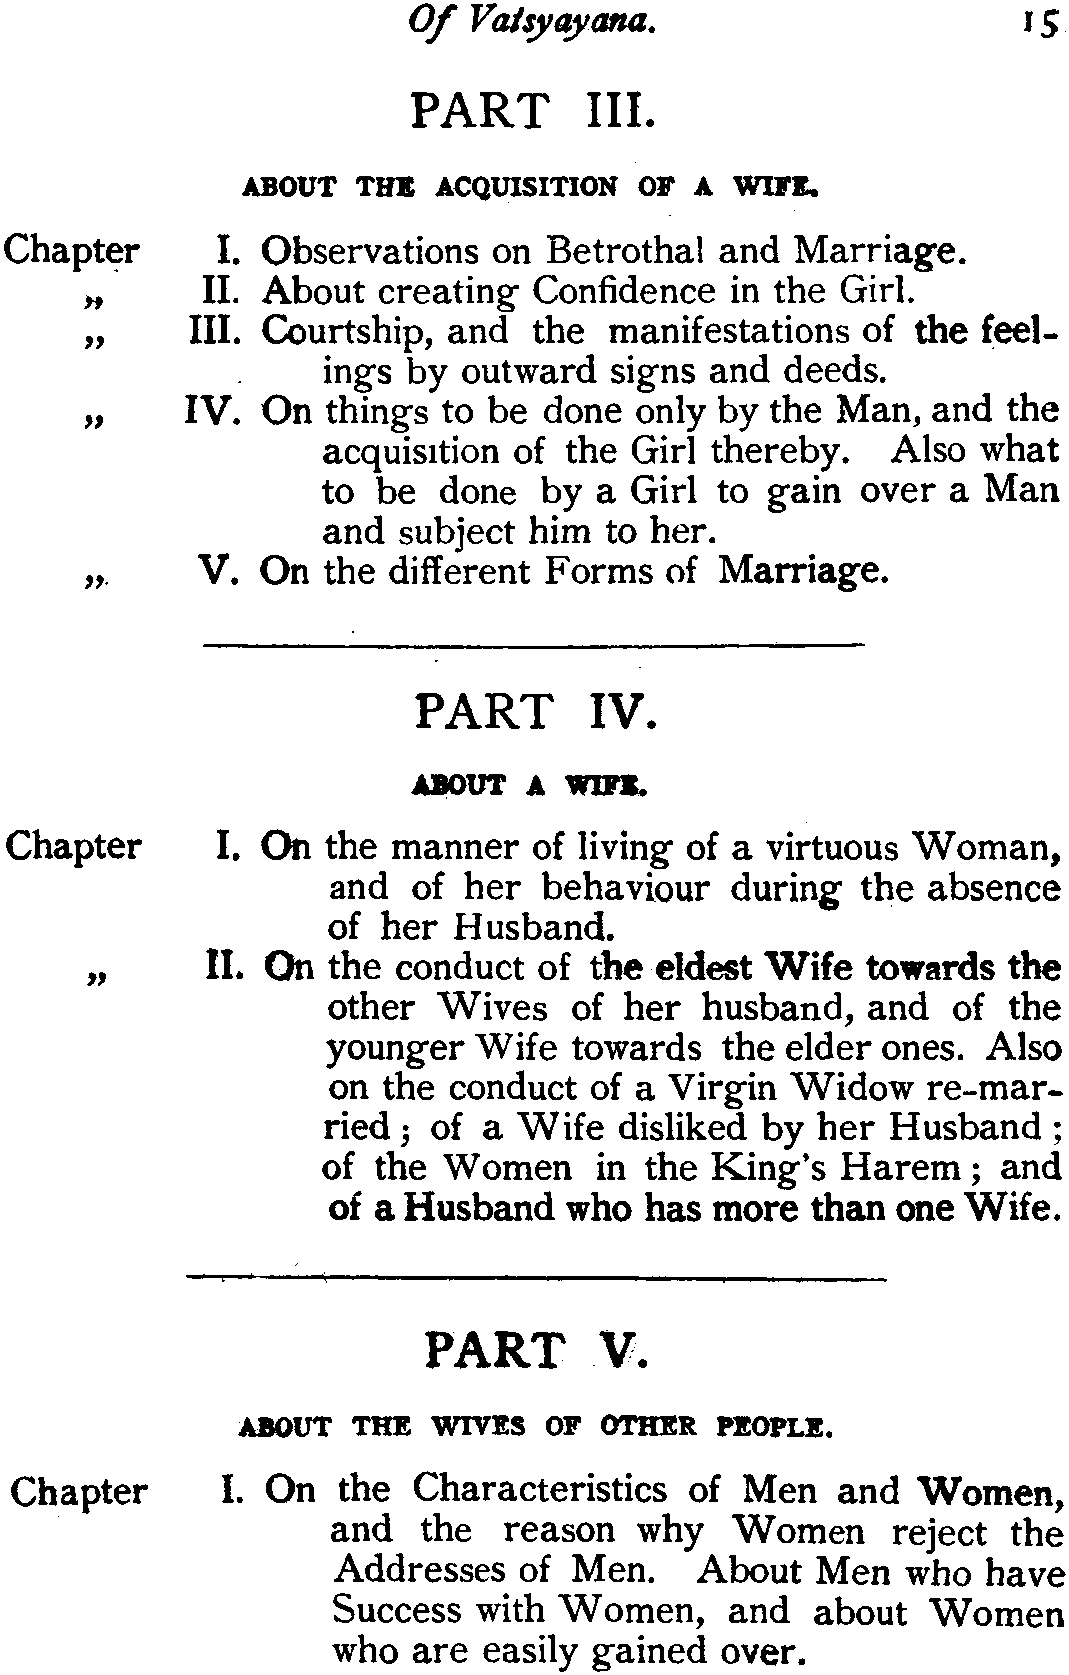 Of Vatsyayana. 15
PART III.
ABOUT THE ACQUISITION OF A WIFE.
Chapter I. Observations on Betrothal and Marriage.
„ II. About creating Confidence in the Girl.
„ III. Courtship, and the manifestations of the feel-
ings by outward signs and deeds.
„ IV. On things to be done only by the Man, and the
acquisition of the Girl thereby. Also what
to be done by a Girl to gain over a Man
and subject him to her.
„ V. On the different Forms of Marriage.
PART IV.
ABOUT A WIFE.
Chapter I. On the manner of living of a virtuous Woman,
and of her behaviour during the absence
of her Husband.
„ II. On the conduct of the eldest Wife towards the
other Wives of her husband, and of the
younger Wife towards the elder ones. Also
on the conduct of a Virgin Widow re-mar-
ried ; of a Wife disliked by her Husband ;
of the Women in the King's Harem ; and
of a Husband who has more than one Wife.
PART V.
ABOUT THE WIVES OF OTHER PEOPLE.
Chapter I. On the Characteristics of Men and Women,
and the reason why Women reject the
Addresses of Men. About Men who have
Success with Women, and about Women
who are easily gained over.